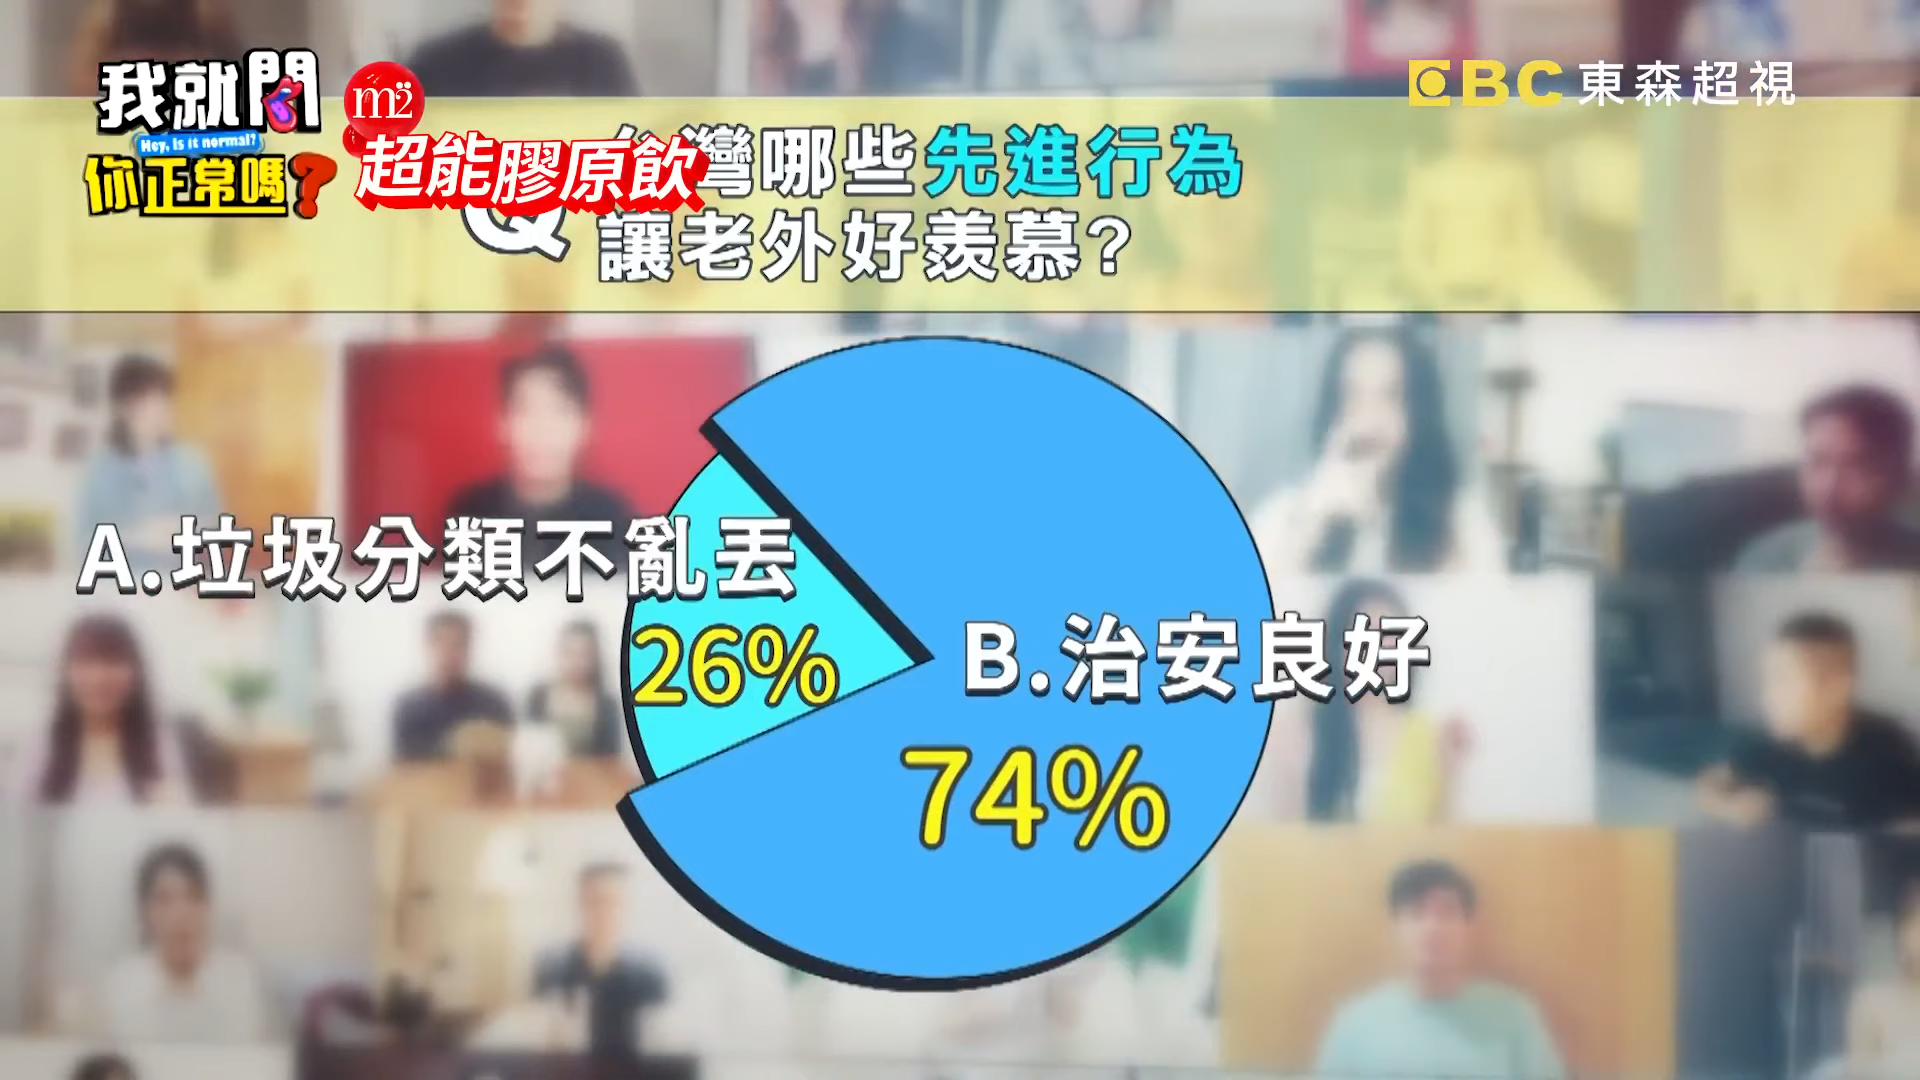 我就問
Hey, is it normal?
你正常嗎?
m2
超能膠原飲
EBC 東森超視
Q
台灣哪些先進行為
讓老外好羨慕?
A.垃圾分類不亂丟
26%
B.治安良好
74%